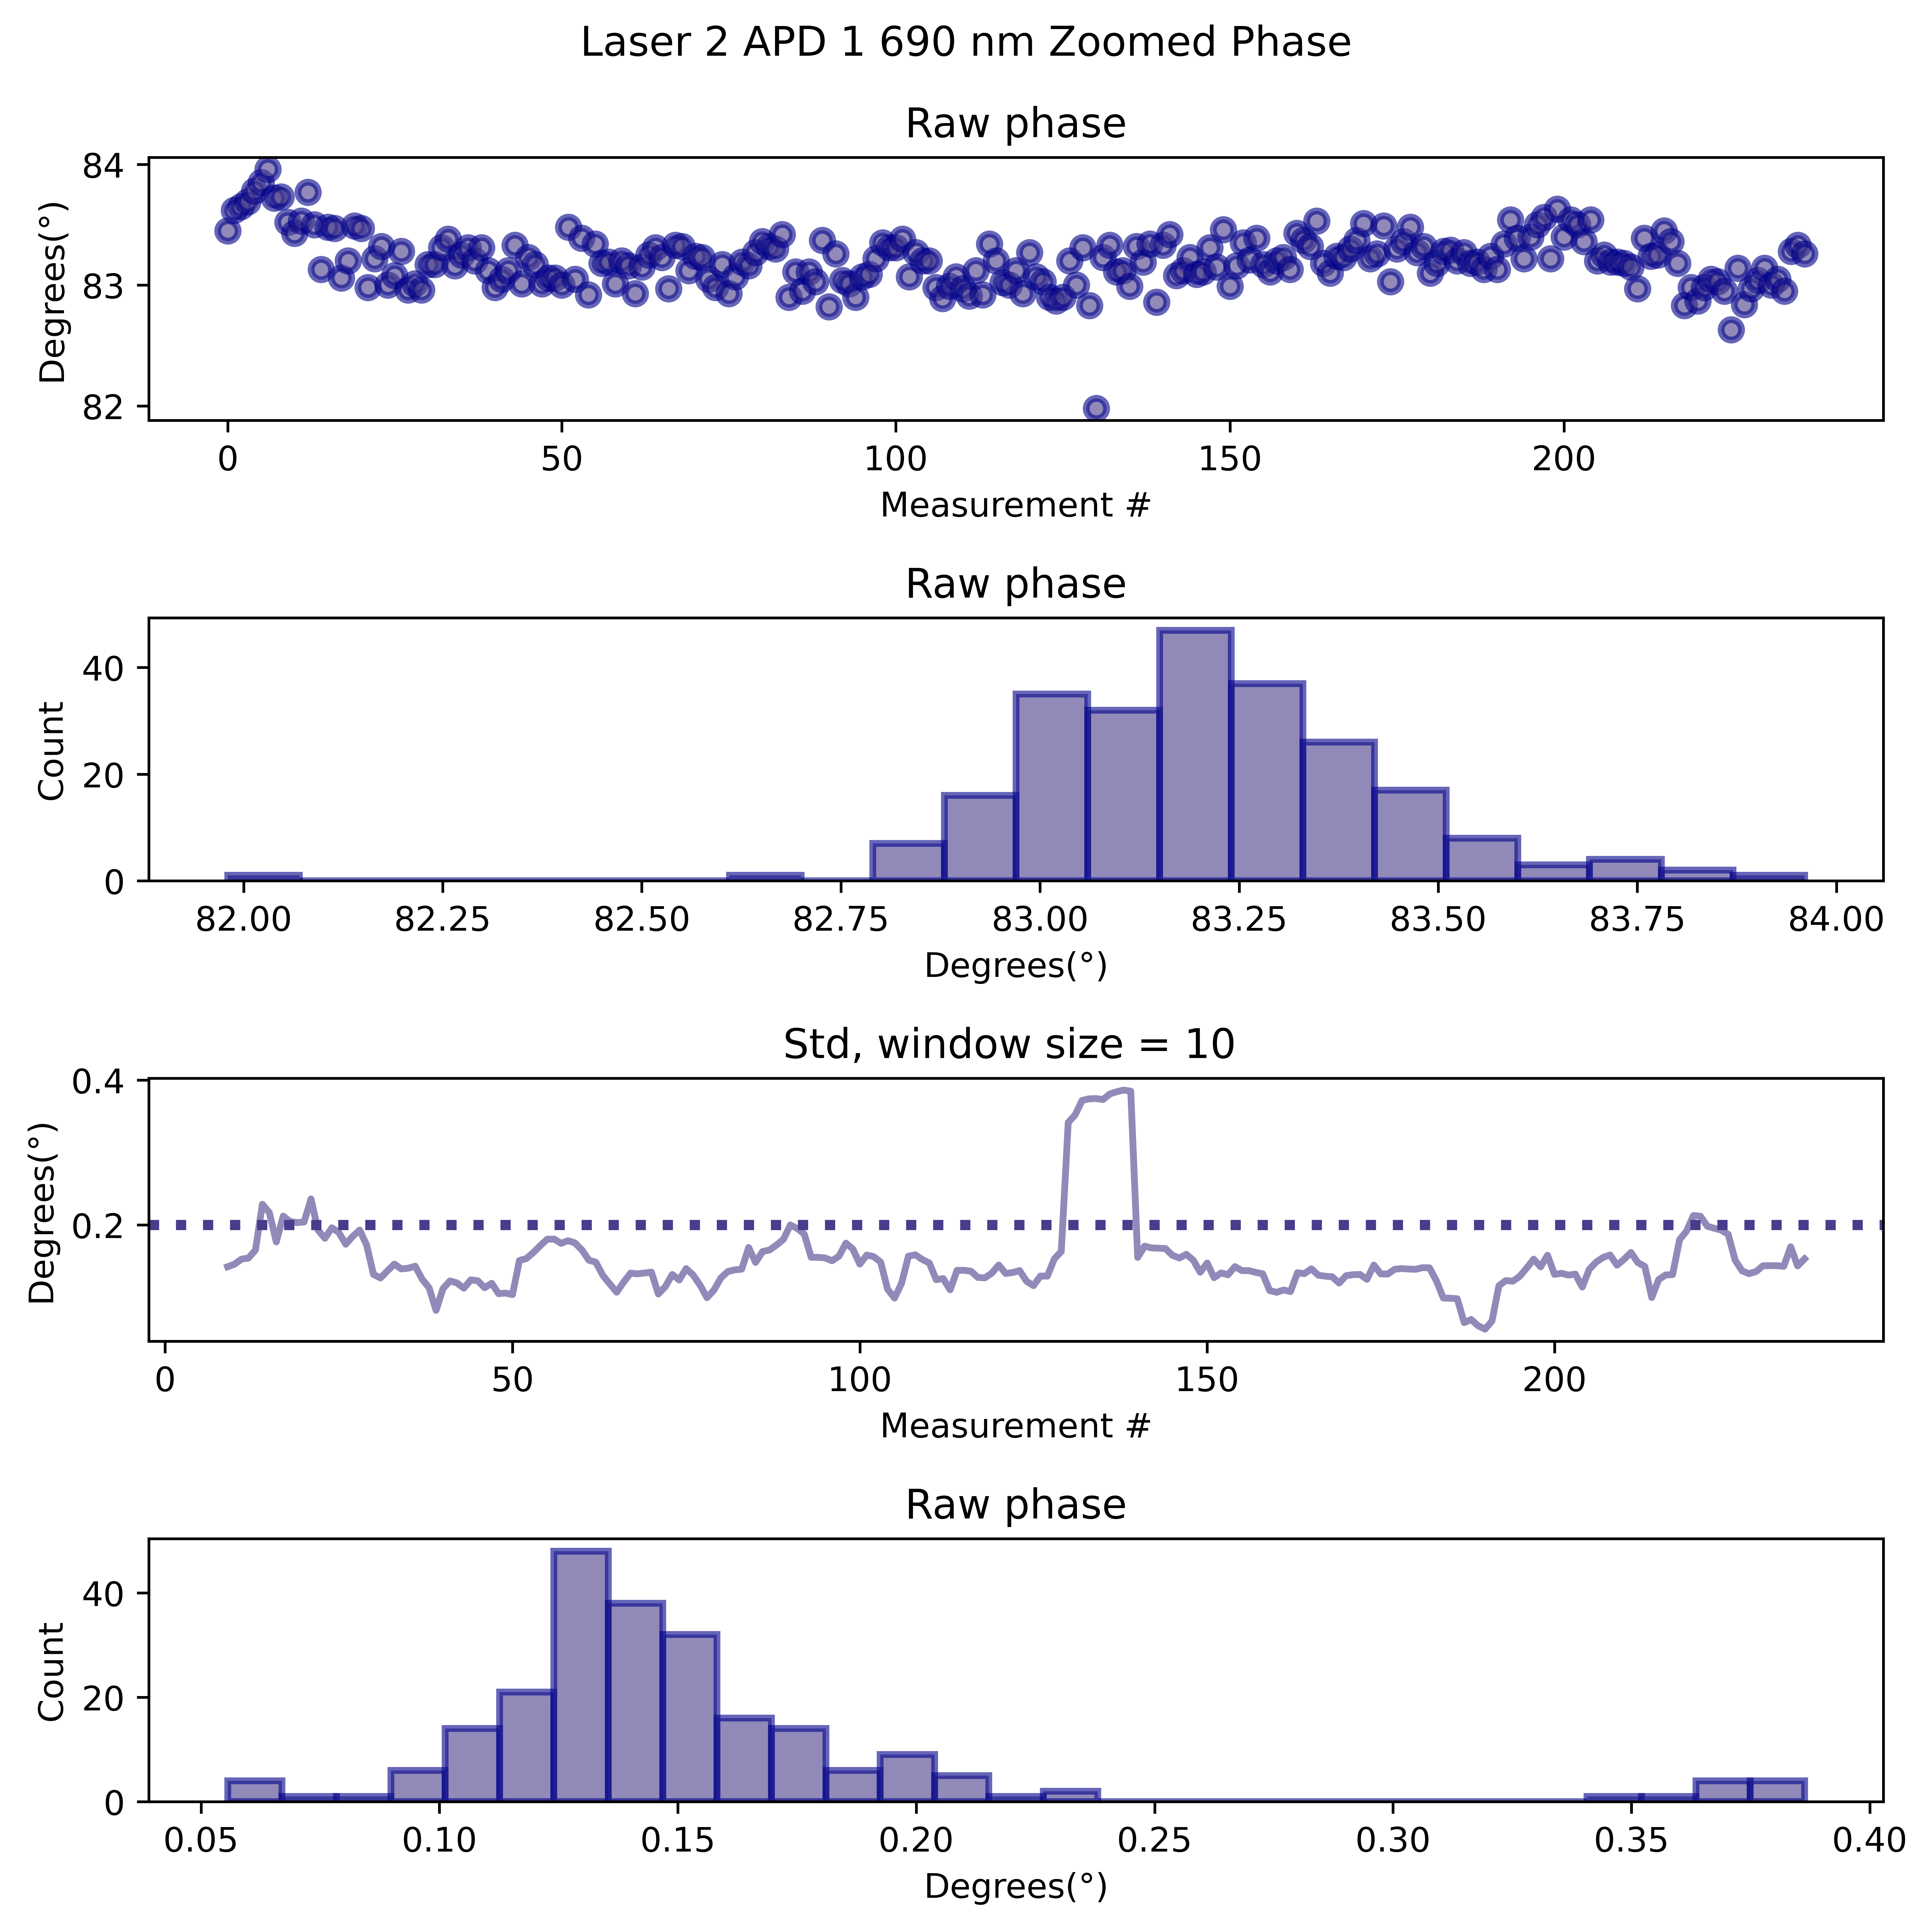 Laser 2 APD 1 690 nm Zoomed Phase
Raw phase
84
83
82
Degrees(°)
0 50 100 150 200
Measurement #
Raw phase
40
20
0
Count
82.00 82.25 82.50 82.75 83.00 83.25 83.50 83.75 84.00
Degrees(°)
Std, window size = 10
0.4
0.2
Degrees(°)
0 50 100 150 200
Measurement #
Raw phase
40
20
0
Count
0.05 0.10 0.15 0.20 0.25 0.30 0.35 0.40
Degrees(°)